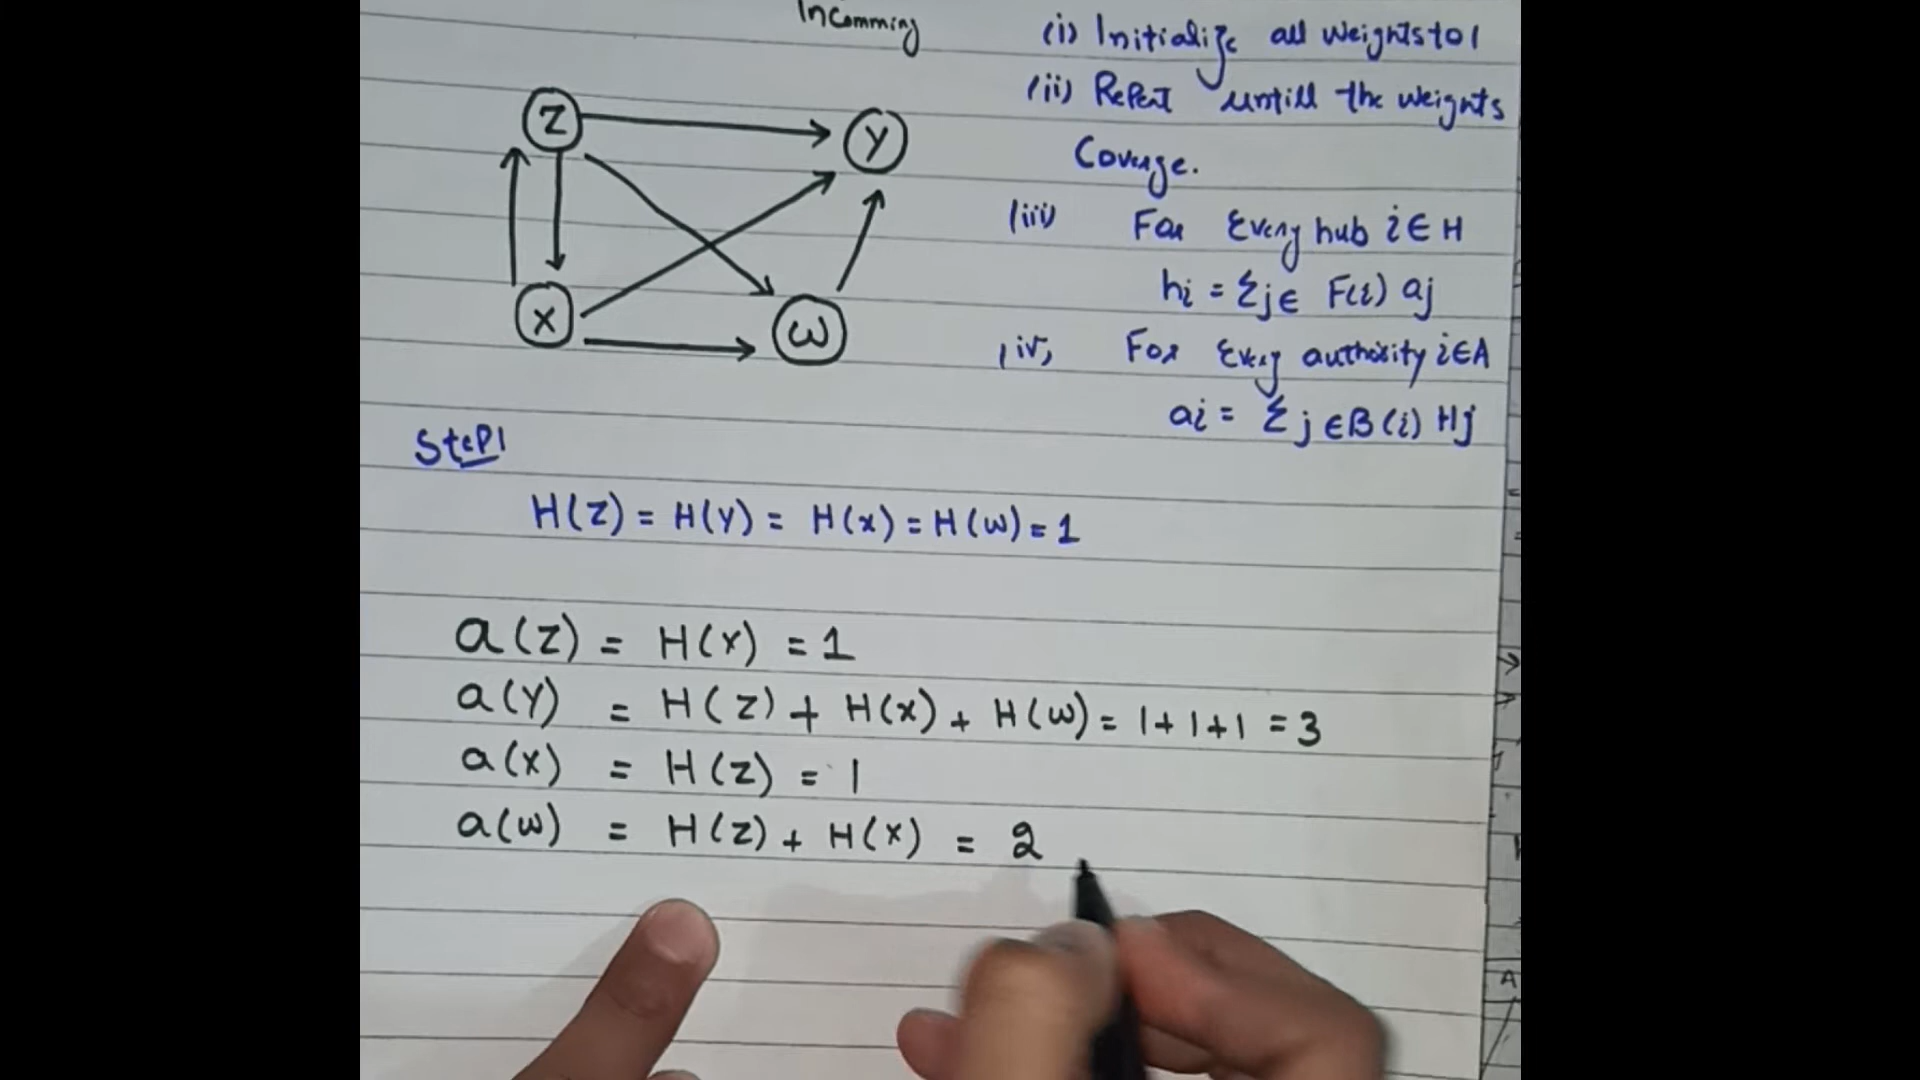 Incomming
(i) Initialize all weights to 1
(ii) Repeat untill the weights
Coverge.
(iii) For Every hub i∈H
hi = Σj∈ F(i) aj
(iv) For Every authority i∈A
ai = Σj∈B(i) Hj
Z
Y
X
W
Step1
H(Z) = H(Y) = H(x) = H(w) = 1
a(Z) = H(x) = 1
a(Y) = H(Z) + H(x) + H(w) = 1+1+1 = 3
a(x) = H(Z) = 1
a(w) = H(Z) + H(x) = 2
A